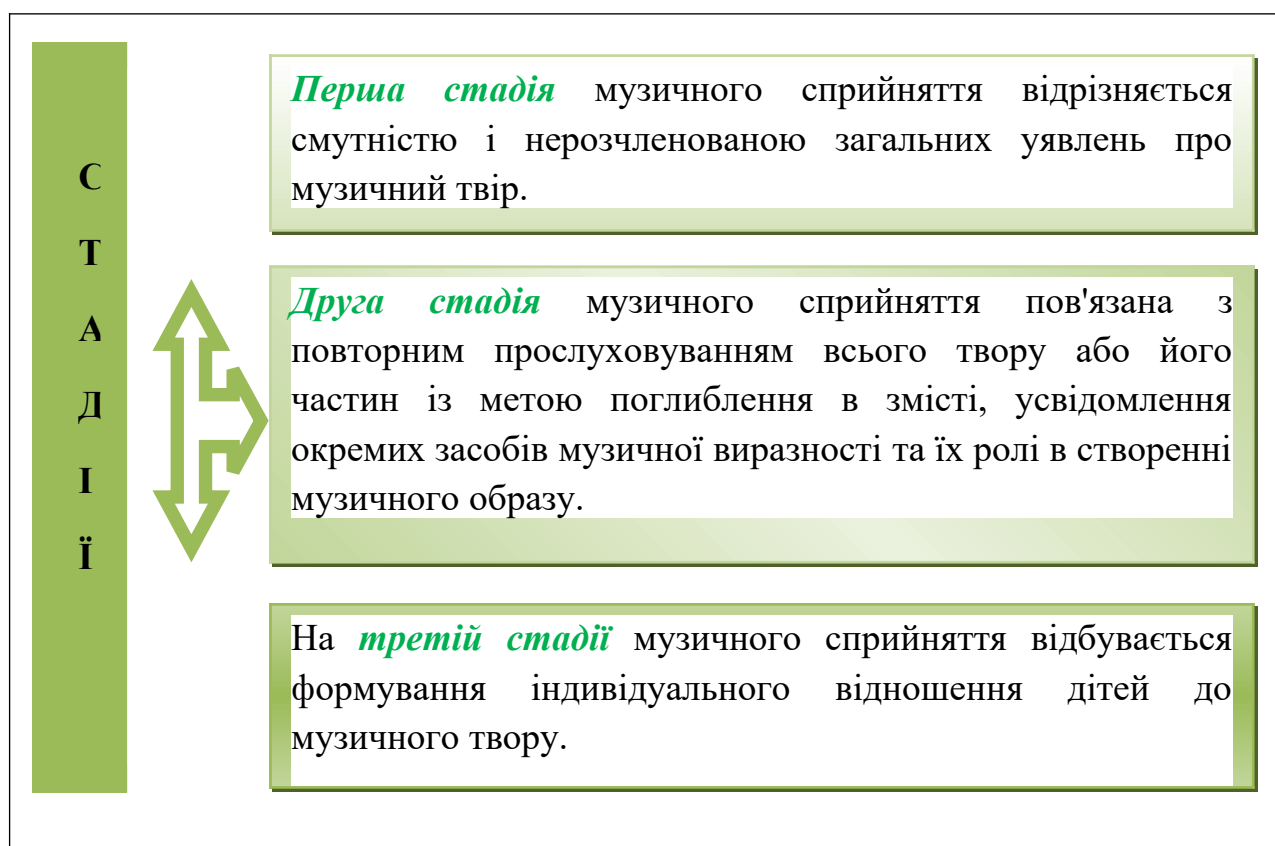 С
Т
А
Д
І
Ї
Перша стадія музичного сприйняття відрізняється
смутністю і нерозчленованою загальних уявлень про
музичний твір.
Друга стадія музичного сприйняття пов'язана з
повторним прослуховуванням всього твору або його
частин із метою поглиблення в змісті, усвідомлення
окремих засобів музичної виразності та їх ролі в створенні
музичного образу.
На третій стадії музичного сприйняття відбувається
формування індивідуального відношення дітей до
музичного твору.